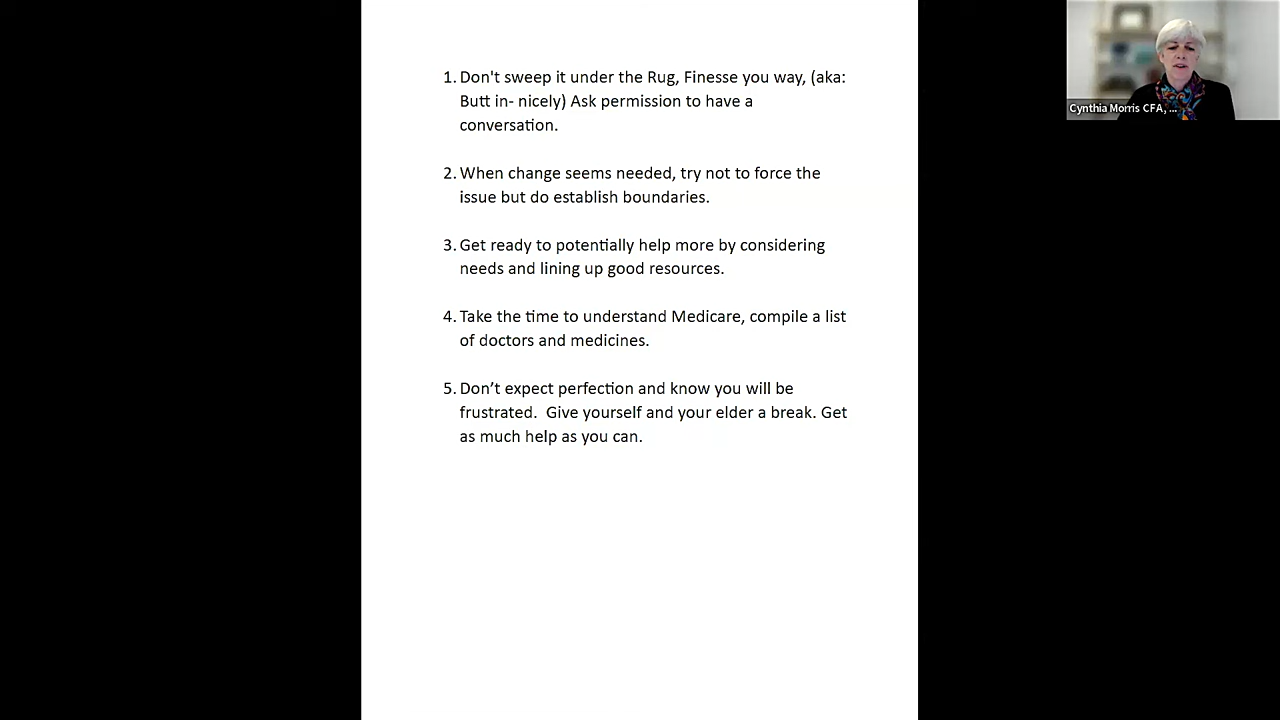 1. Don't sweep it under the Rug, Finesse you way, (aka:
Butt in- nicely) Ask permission to have a
conversation.
2. When change seems needed, try not to force the
issue but do establish boundaries.
3. Get ready to potentially help more by considering
needs and lining up good resources.
4. Take the time to understand Medicare, compile a list
of doctors and medicines.
5. Don’t expect perfection and know you will be
frustrated.  Give yourself and your elder a break. Get
as much help as you can.
Cynthia Morris CFA, ...